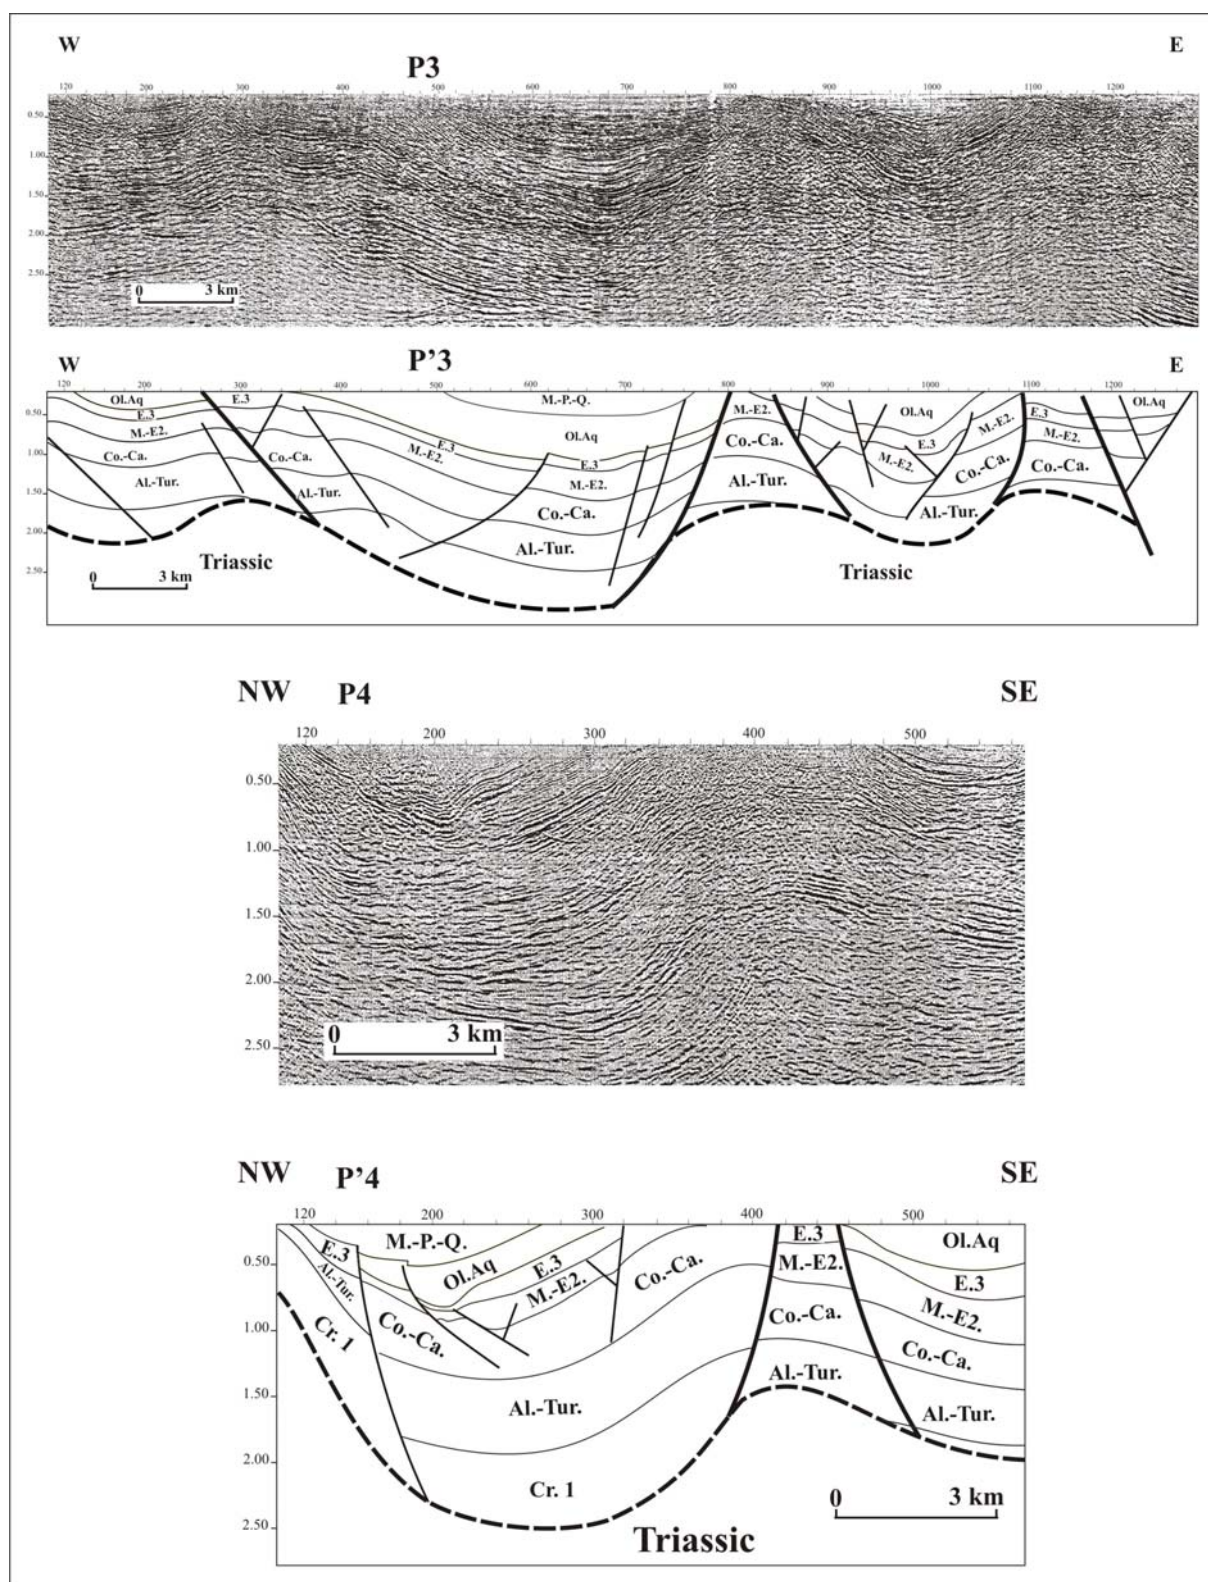 W E
P3
120 200 300 400 500 600 700 800 900 1000 1100 1200
0.50
1.00
1.50
2.00
2.50
0 3 km
W E
P'3
120 200 300 400 500 600 700 800 900 1000 1100 1200
0.50
1.00
1.50
2.00
2.50
Ol.Aq E.3 M.-P.-Q. M.-E2. Ol.Aq E.3 Ol.Aq
E.3 Ol.Aq E.3 M.-E2.
M.-E2. E.3 M.-E2. E.3 Co.-Ca. E.3 M.-E2.
Co.-Ca. Co.-Ca. M.-E2. M.-E2. Co.-Ca. Co.-Ca.
Al.-Tur. Al.-Tur. Co.-Ca. Al.-Tur. Al.-Tur.
Al.-Tur.
Triassic Triassic
0 3 km
NW P4 SE
120 200 300 400 500
0.50
1.00
1.50
2.00
2.50
0 3 km
NW P'4 SE
120 200 300 400 500
0.50
1.00
1.50
2.00
2.50
E.3 M.-P.-Q. E.3 Ol.Aq
Al.-Tur. Ol.Aq E.3 Co.-Ca. M.-E2. E.3
M.-E2. M.-E2.
Cr. 1 Co.-Ca. Co.-Ca. Co.-Ca.
Al.-Tur. Al.-Tur. Al.-Tur.
Cr. 1
0 3 km
Triassic